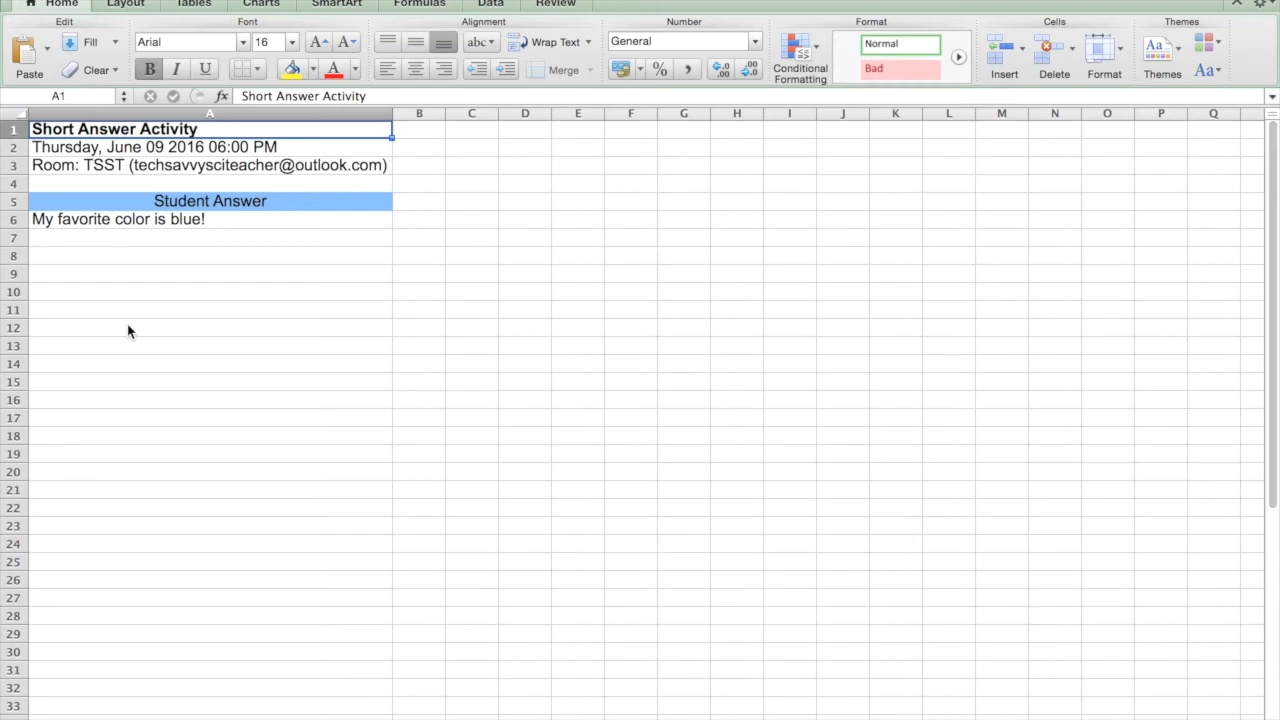 Home Layout Tables Charts SmartArt Formulas Data Review
Edit Font Alignment Number Format Cells Themes
Fill Arial 16 abc Wrap Text General Normal
Paste Clear B I U A Merge % , Conditional Formatting Bad Insert Delete Format Themes Aa
A1 fx Short Answer Activity
A B C D E F G H I J K L M N O P Q
1 Short Answer Activity
2 Thursday, June 09 2016 06:00 PM
3 Room: TSST (techsavvysciteacher@outlook.com)
4
5 Student Answer
6 My favorite color is blue!
7
8
9
10
11
12
13
14
15
16
17
18
19
20
21
22
23
24
25
26
27
28
29
30
31
32
33